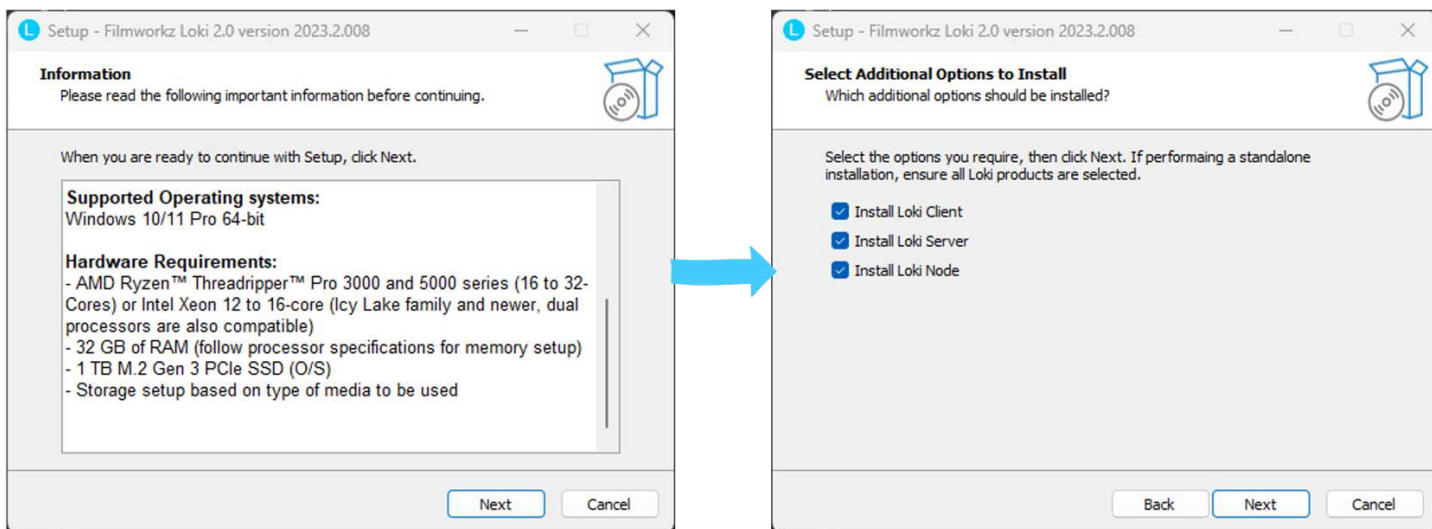 L Setup - Filmworkz Loki 2.0 version 2023.2.008
Information
Please read the following important information before continuing.
When you are ready to continue with Setup, click Next.
Supported Operating systems:
Windows 10/11 Pro 64-bit
Hardware Requirements:
- AMD Ryzen™ Threadripper™ Pro 3000 and 5000 series (16 to 32-
Cores) or Intel Xeon 12 to 16-core (Icy Lake family and newer, dual
processors are also compatible)
- 32 GB of RAM (follow processor specifications for memory setup)
- 1 TB M.2 Gen 3 PCIe SSD (O/S)
- Storage setup based on type of media to be used
Next Cancel
L Setup - Filmworkz Loki 2.0 version 2023.2.008
Select Additional Options to Install
Which additional options should be installed?
Select the options you require, then click Next. If performaing a standalone
installation, ensure all Loki products are selected.
Install Loki Client
Install Loki Server
Install Loki Node
Back Next Cancel